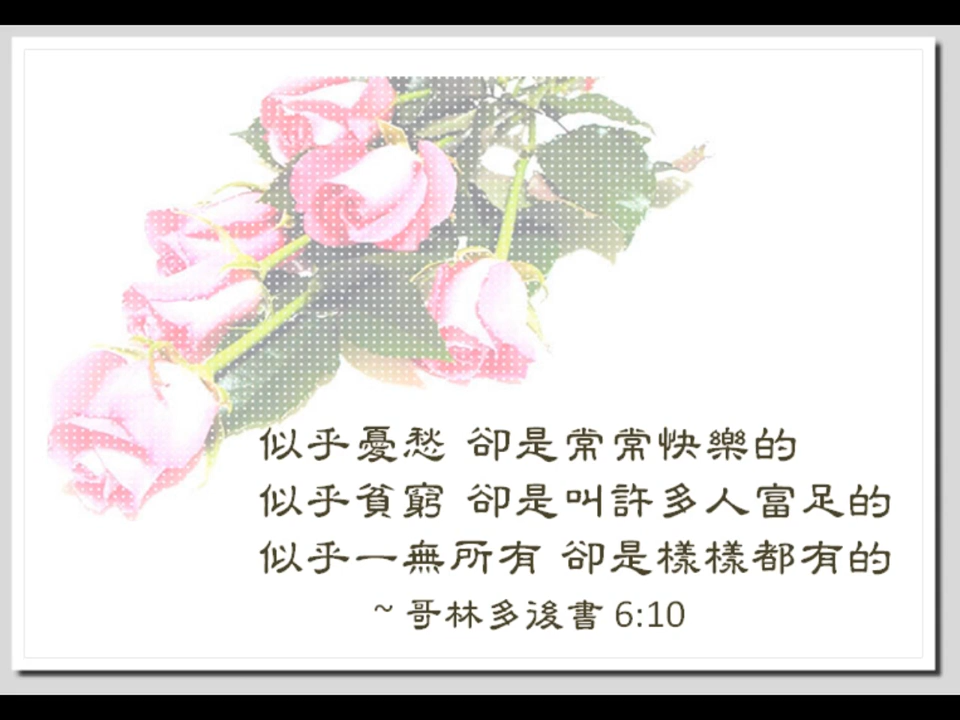 似乎憂愁 卻是常常快樂的
似乎貧窮 卻是叫許多人富足的
似乎一無所有 卻是樣樣都有的
~ 哥林多後書 6:10